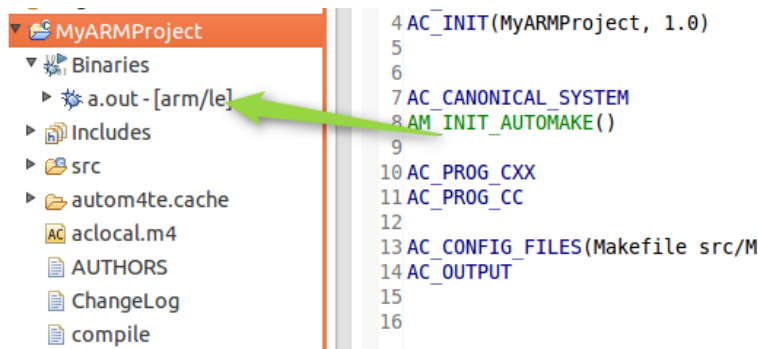 MyARMProject
Binaries
a.out - [arm/le]
Includes
src
autom4te.cache
AC aclocal.m4
AUTHORS
ChangeLog
compile
4 AC_INIT(MyARMProject, 1.0)
5
6
7 AC_CANONICAL_SYSTEM
8 AM_INIT_AUTOMAKE()
9
10 AC_PROG_CXX
11 AC_PROG_CC
12
13 AC_CONFIG_FILES(Makefile src/M
14 AC_OUTPUT
15
16